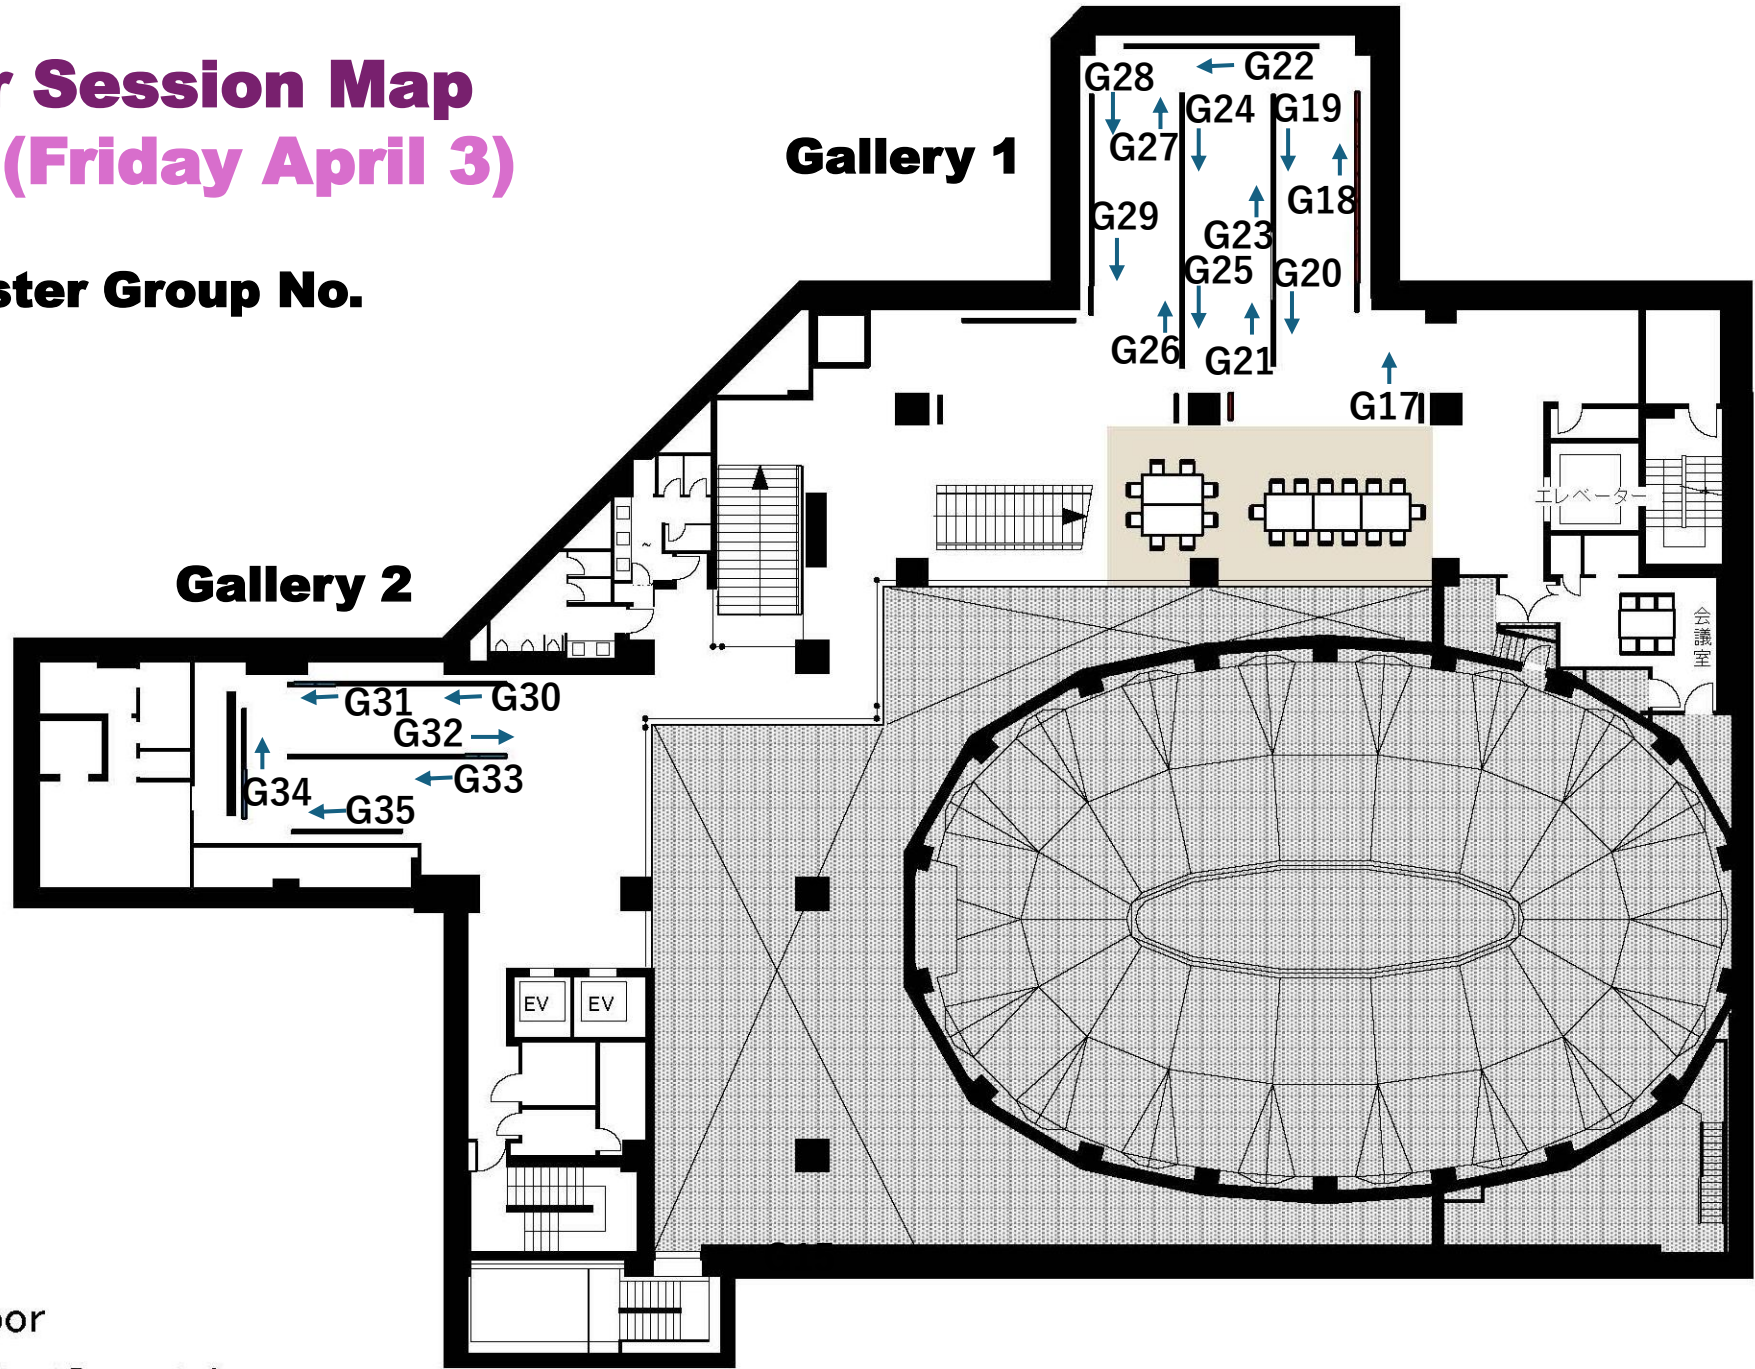 Session Map
(Friday April 3)
Group No.
Gallery 1
G22
G28
G24
G19
G27
G18
G29
G23
G25
G20
G26
G21
G17
エレベーター
Gallery 2
会議室
G31
G30
G32
G33
G34
G35
EV
EV